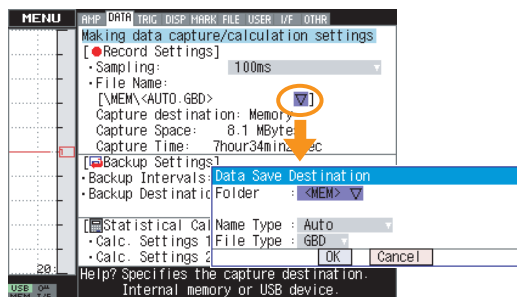 MENU AMP DATA TRIG DISP MARK FILE USER I/F OTHR
Making data capture/calculation settings
[●Record Settings]
・Sampling: 100ms
・File Name:
[\MEM\<AUTO.GBD> ]
Capture destination: Memory
Capture Space: 8.1 MBytes
Capture Time: 7hour34min
[Backup Settings]
・Backup Intervals:
・Backup Destinatio
Data Save Destination
Folder : <MEM>
Name Type : Auto
File Type : GBD
OK Cancel
[Statistical Cal
・Calc. Settings 1
・Calc. Settings 2
20:
Help? Specifies the capture destination.
Internal memory or USB device.
USB
MEM I/F